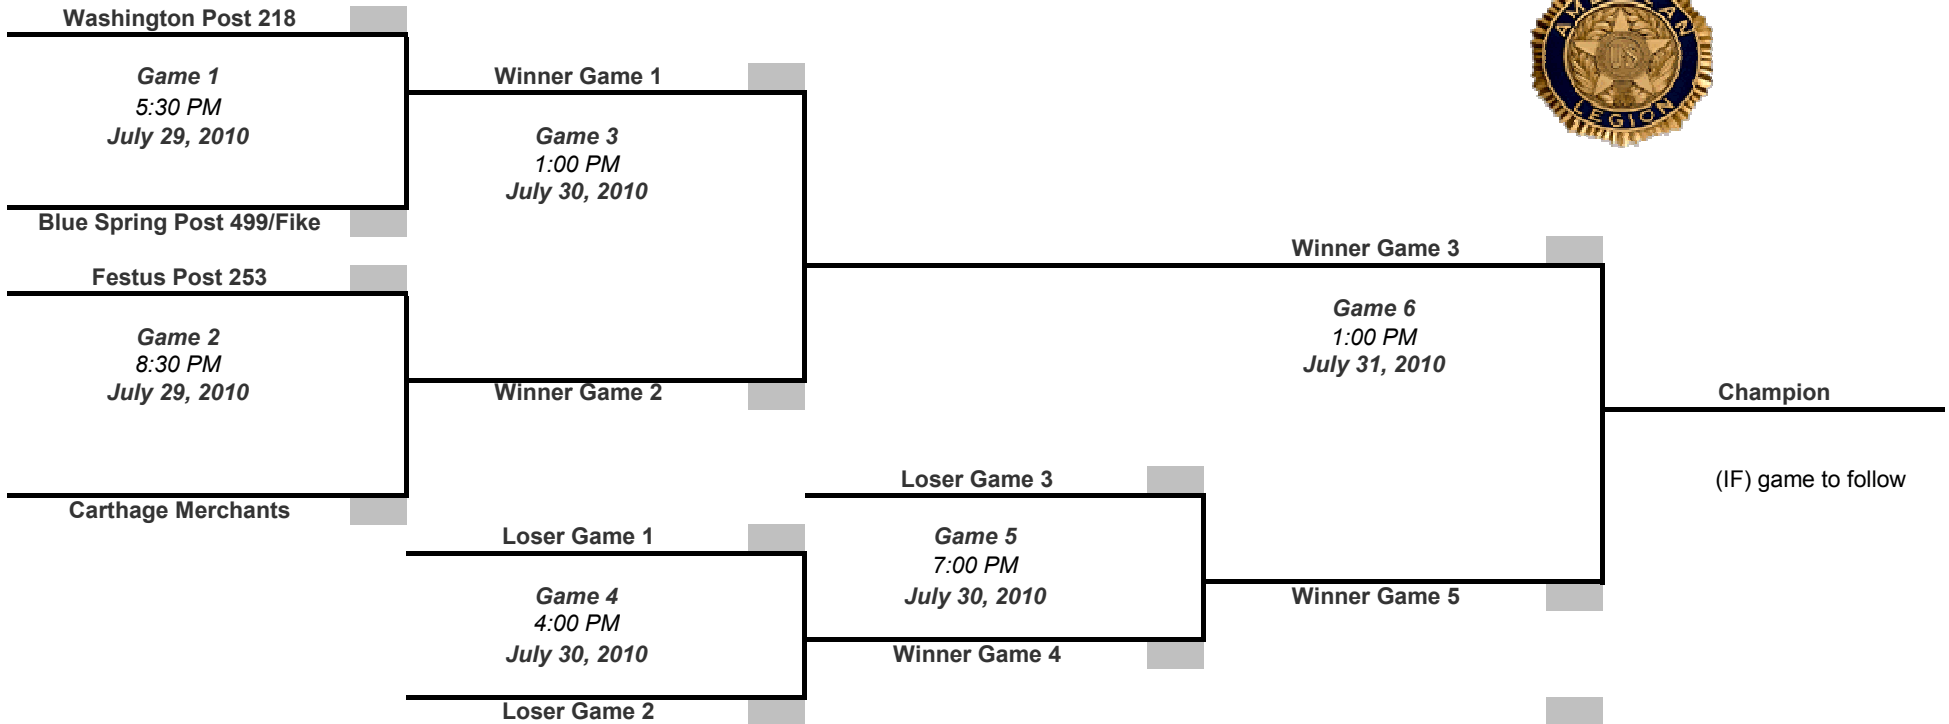 Washington Post 218
Game 1
5:30 PM
July 29, 2010
Blue Spring Post 499/Fike
Festus Post 253
Game 2
8:30 PM
July 29, 2010
Carthage Merchants
Winner Game 1
Game 3
1:00 PM
July 30, 2010
Winner Game 2
Loser Game 1
Game 4
4:00 PM
July 30, 2010
Loser Game 2
Loser Game 3
Game 5
7:00 PM
July 30, 2010
Winner Game 4
Winner Game 3
Game 6
1:00 PM
July 31, 2010
Winner Game 5
Champion
(IF) game to follow
AMERICAN
LEGION
US